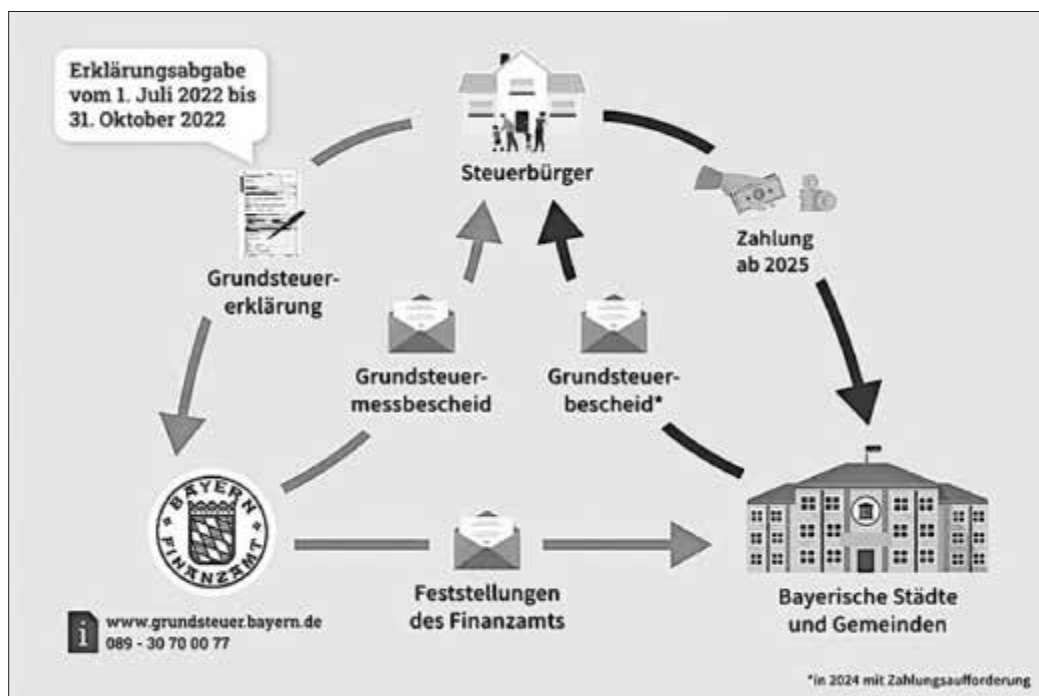 Erklärungsabgabe
vom 1. Juli 2022 bis
31. Oktober 2022
Steuerbürger
Grundsteuer-
erklärung
Zahlung
ab 2025
Grundsteuer-
messbescheid
Grundsteuer-
bescheid*
BAYERN
FINANZAMT
Feststellungen
des Finanzamts
Bayerische Städte
und Gemeinden
i
www.grundsteuer.bayern.de
089 - 30 70 00 77
*in 2024 mit Zahlungsaufforderung